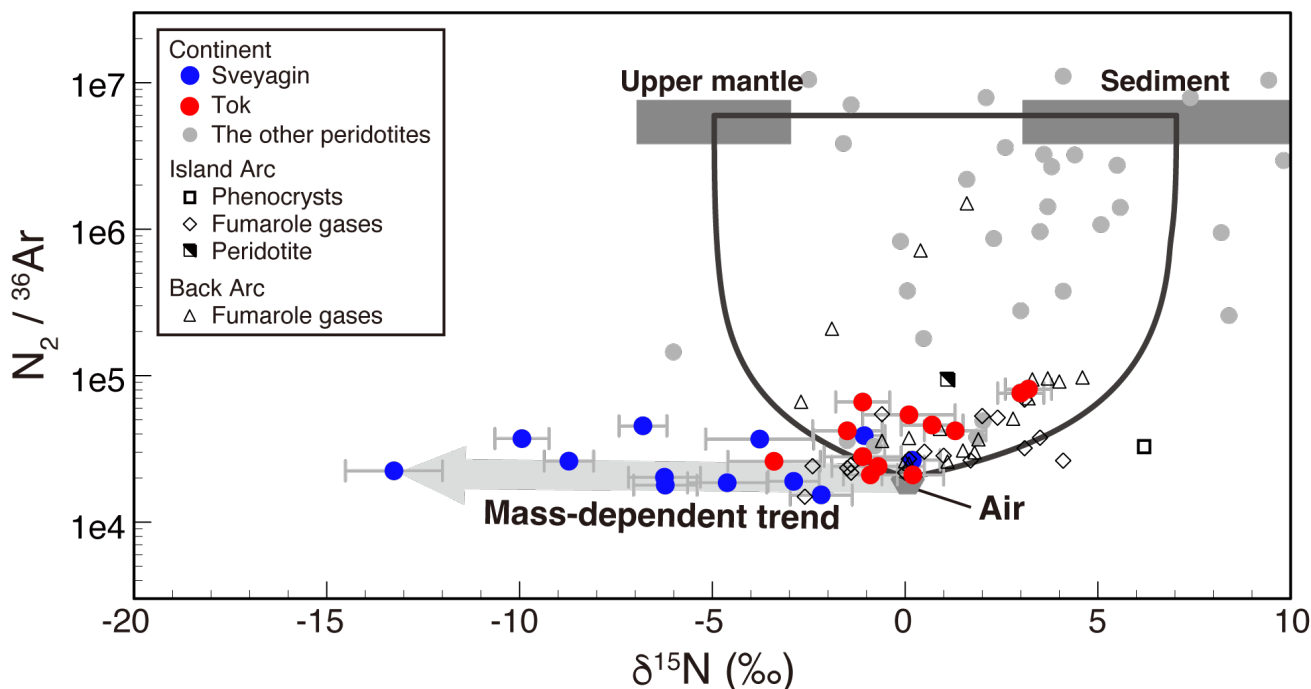 Continent
Sveyagin
Tok
The other peridotites
Island Arc
Phenocrysts
Fumarole gases
Peridotite
Back Arc
Fumarole gases
Upper mantle
Sediment
Mass-dependent trend
Air
N₂ / ³⁶Ar
1e7
1e6
1e5
1e4
-20 -15 -10 -5 0 5 10
δ¹⁵N (‰)